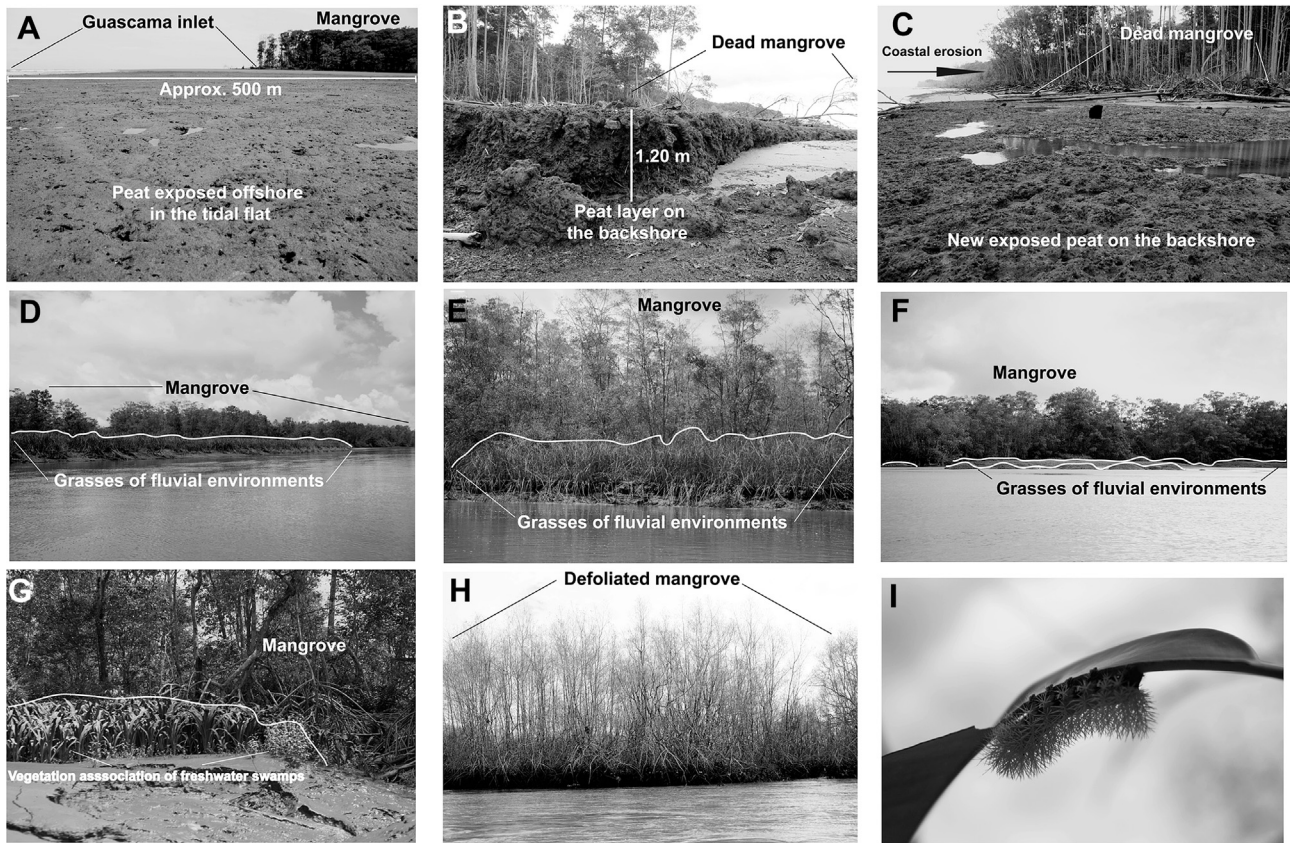 A
Guascama inlet
Mangrove
Approx. 500 m
Peat exposed offshore
in the tidal flat
B
Dead mangrove
1.20 m
Peat layer on
the backshore
C
Dead mangrove
Coastal erosion
New exposed peat on the backshore
D
Mangrove
Grasses of fluvial environments
E
Mangrove
Grasses of fluvial environments
F
Mangrove
Grasses of fluvial environments
G
Mangrove
Vegetation asssociation of freshwater swamps
H
Defoliated mangrove
I